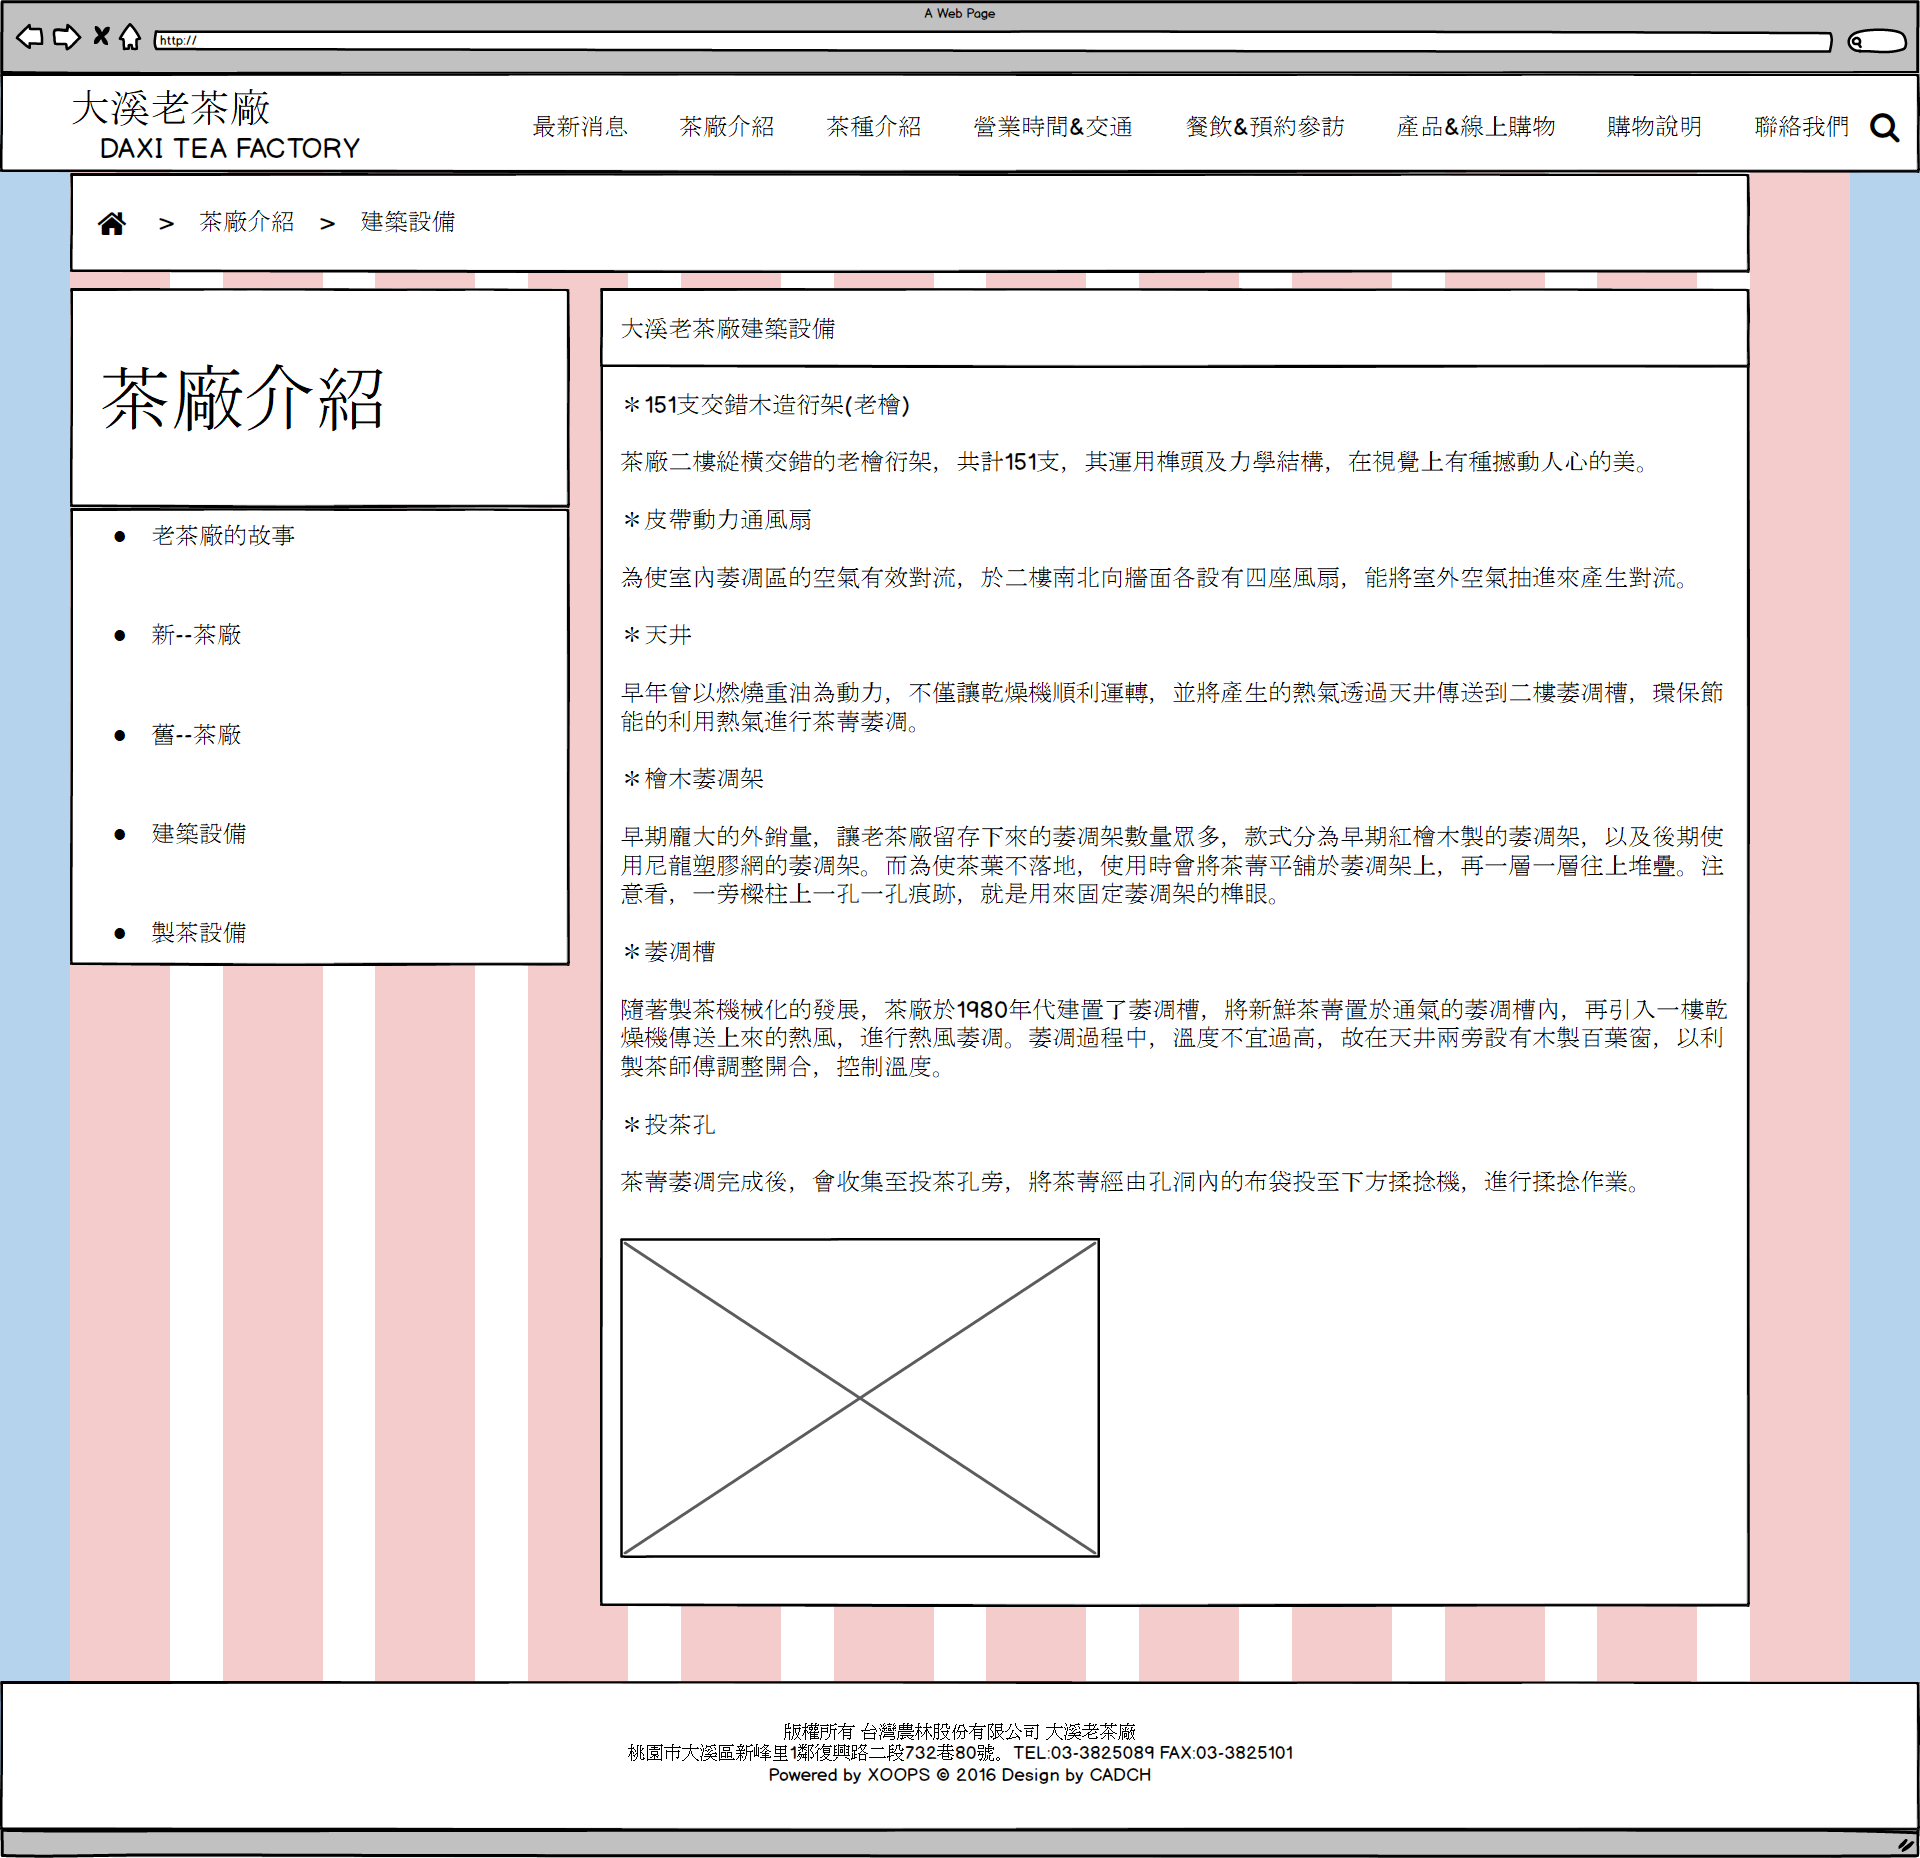 A Web Page
http://
大溪老茶廠
DAXI TEA FACTORY
最新消息 茶廠介紹 茶種介紹 營業時間&交通 餐飲&預約參訪 產品&線上購物 購物說明 聯絡我們
> 茶廠介紹 > 建築設備
茶廠介紹
● 老茶廠的故事
● 新--茶廠
● 舊--茶廠
● 建築設備
● 製茶設備
大溪老茶廠建築設備
＊151支交錯木造衍架(老檜)
茶廠二樓縱橫交錯的老檜衍架，共計151支，其運用榫頭及力學結構，在視覺上有種撼動人心的美。
＊皮帶動力通風扇
為使室內萎凋區的空氣有效對流，於二樓南北向牆面各設有四座風扇，能將室外空氣抽進來產生對流。
＊天井
早年曾以燃燒重油為動力，不僅讓乾燥機順利運轉，並將產生的熱氣透過天井傳送到二樓萎凋槽，環保節
能的利用熱氣進行茶菁萎凋。
＊檜木萎凋架
早期龐大的外銷量，讓老茶廠留存下來的萎凋架數量眾多，款式分為早期紅檜木製的萎凋架，以及後期使
用尼龍塑膠網的萎凋架。而為使茶葉不落地，使用時會將茶菁平舖於萎凋架上，再一層一層往上堆疊。注
意看，一旁樑柱上一孔一孔痕跡，就是用來固定萎凋架的榫眼。
＊萎凋槽
隨著製茶機械化的發展，茶廠於1980年代建置了萎凋槽，將新鮮茶菁置於通氣的萎凋槽內，再引入一樓乾
燥機傳送上來的熱風，進行熱風萎凋。萎凋過程中，溫度不宜過高，故在天井兩旁設有木製百葉窗，以利
製茶師傅調整開合，控制溫度。
＊投茶孔
茶菁萎凋完成後，會收集至投茶孔旁，將茶菁經由孔洞內的布袋投至下方揉捻機，進行揉捻作業。
版權所有 台灣農林股份有限公司 大溪老茶廠
桃園市大溪區新峰里1鄰復興路二段732巷80號。TEL:03-3825089 FAX:03-3825101
Powered by XOOPS © 2016 Design by CADCH